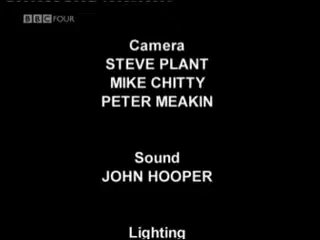 BBC FOUR
Camera
STEVE PLANT
MIKE CHITTY
PETER MEAKIN
Sound
JOHN HOOPER
Lighting